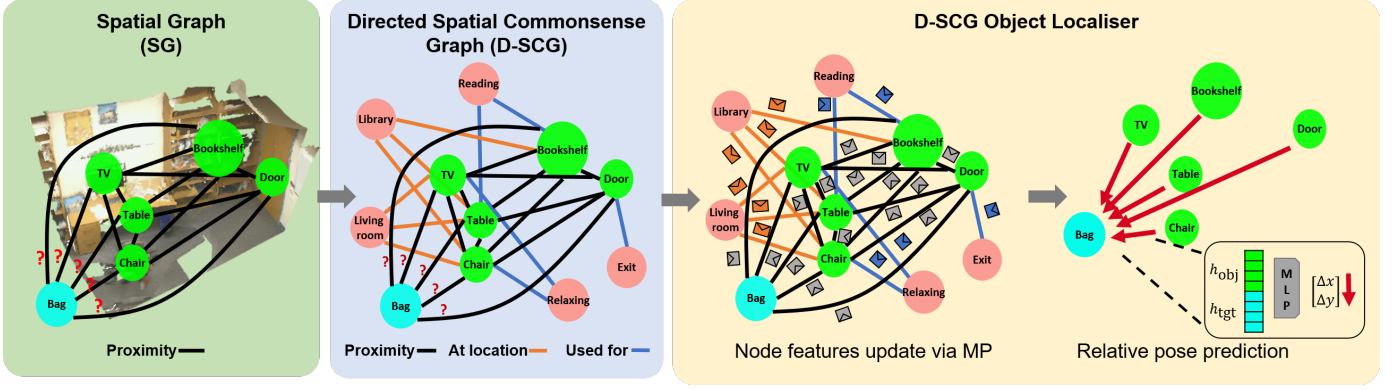 Spatial Graph
(SG)
Bookshelf
TV
Door
Table
Chair
Bag
? ? ? ? ?
Proximity
Directed Spatial Commonsense
Graph (D-SCG)
Reading
Library
Bookshelf
TV
Door
Living
room
Table
Chair
Exit
Relaxing
Bag
? ? ? ? ?
Proximity At location Used for
D-SCG Object Localiser
Reading
Library
Bookshelf
TV
Door
Living
room
Table
Chair
Exit
Relaxing
Bag
Node features update via MP
Bookshelf
TV
Door
Table
Bag
Chair
h_obj
h_tgt
M
L
P
[Δx
Δy]
Relative pose prediction